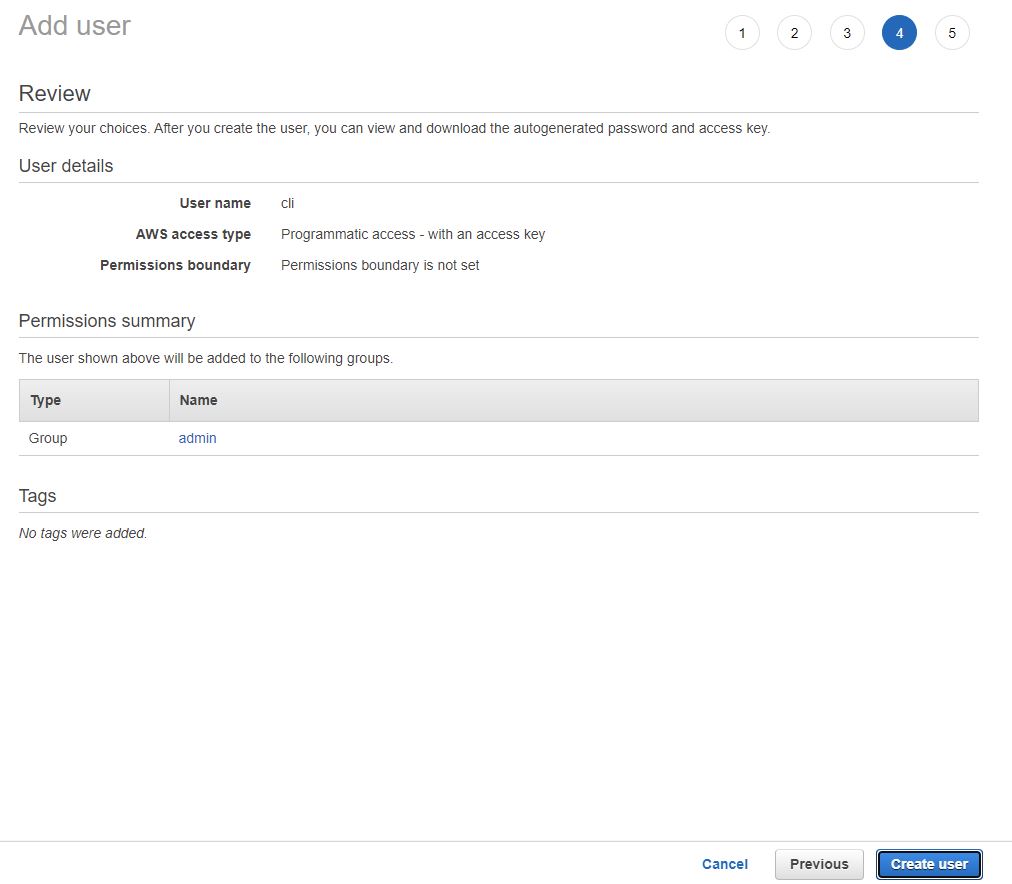 Add user
1 2 3 4 5
Review
Review your choices. After you create the user, you can view and download the autogenerated password and access key.
User details
User name cli
AWS access type Programmatic access - with an access key
Permissions boundary Permissions boundary is not set
Permissions summary
The user shown above will be added to the following groups.
Type Name
Group admin
Tags
No tags were added.
Cancel Previous Create user